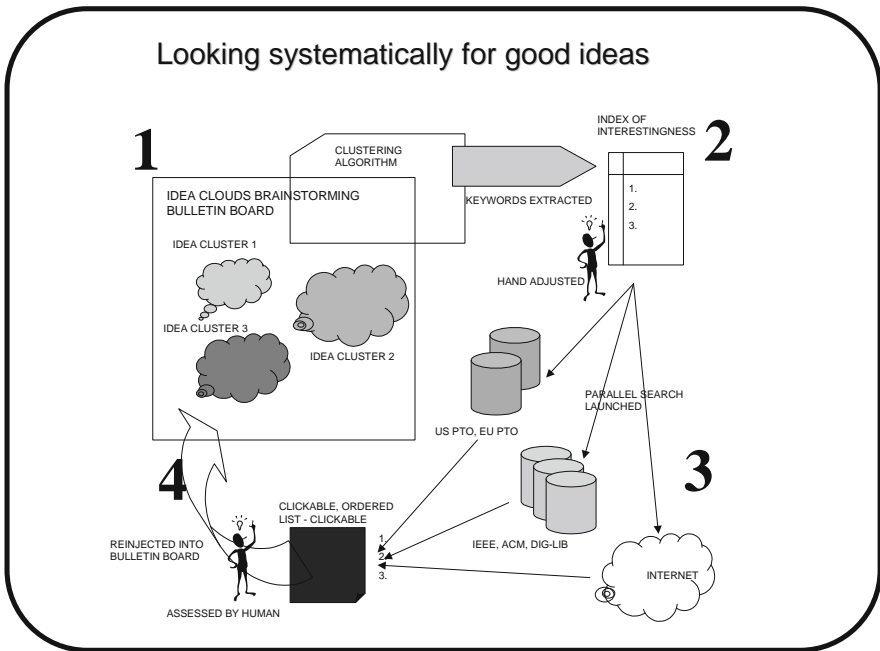 Looking systematically for good ideas
1
IDEA CLOUDS BRAINSTORMING
BULLETIN BOARD
IDEA CLUSTER 1
IDEA CLUSTER 3
IDEA CLUSTER 2
CLUSTERING
ALGORITHM
KEYWORDS EXTRACTED
INDEX OF
INTERESTINGNESS
2
1.
2.
3.
HAND ADJUSTED
PARALLEL SEARCH
LAUNCHED
US PTO, EU PTO
3
IEEE, ACM, DIG-LIB
INTERNET
4
CLICKABLE, ORDERED
LIST - CLICKABLE
1.
2.
3.
REINJECTED INTO
BULLETIN BOARD
ASSESSED BY HUMAN